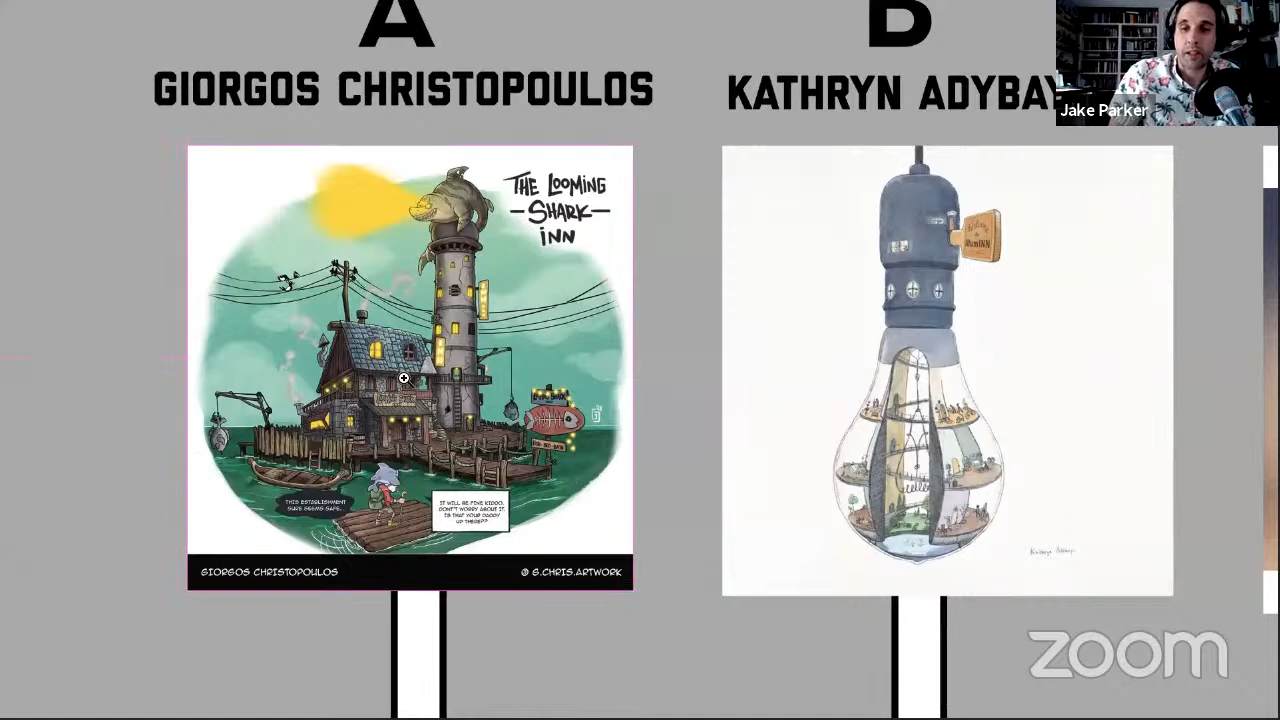 A
B
GIORGOS CHRISTOPOULOS
KATHRYN ADYBAY
Jake Parker
THE LOOMING
-SHARK-
INN
THIS ESTABLISHMENT
SURE SEEMS SAFE...
IT WILL BE FINE KIDDO.
DON'T WORRY ABOUT IT.
IS THAT YOUR DADDY
UP THERE??
GIORGOS CHRISTOPOULOS
@ G.CHRIS.ARTWORK
zoom